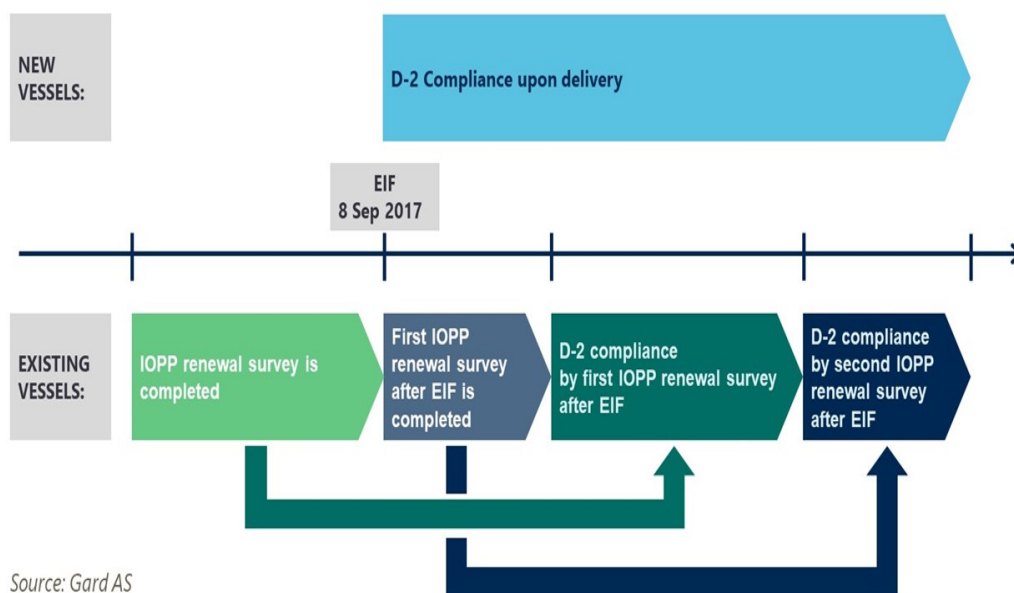 NEW
VESSELS:
D-2 Compliance upon delivery
EIF
8 Sep 2017
EXISTING
VESSELS:
IOPP renewal survey is
completed
First IOPP
renewal survey
after EIF is
completed
D-2 compliance
by first IOPP renewal survey
after EIF
D-2 compliance
by second IOPP
renewal survey
after EIF
Source: Gard AS